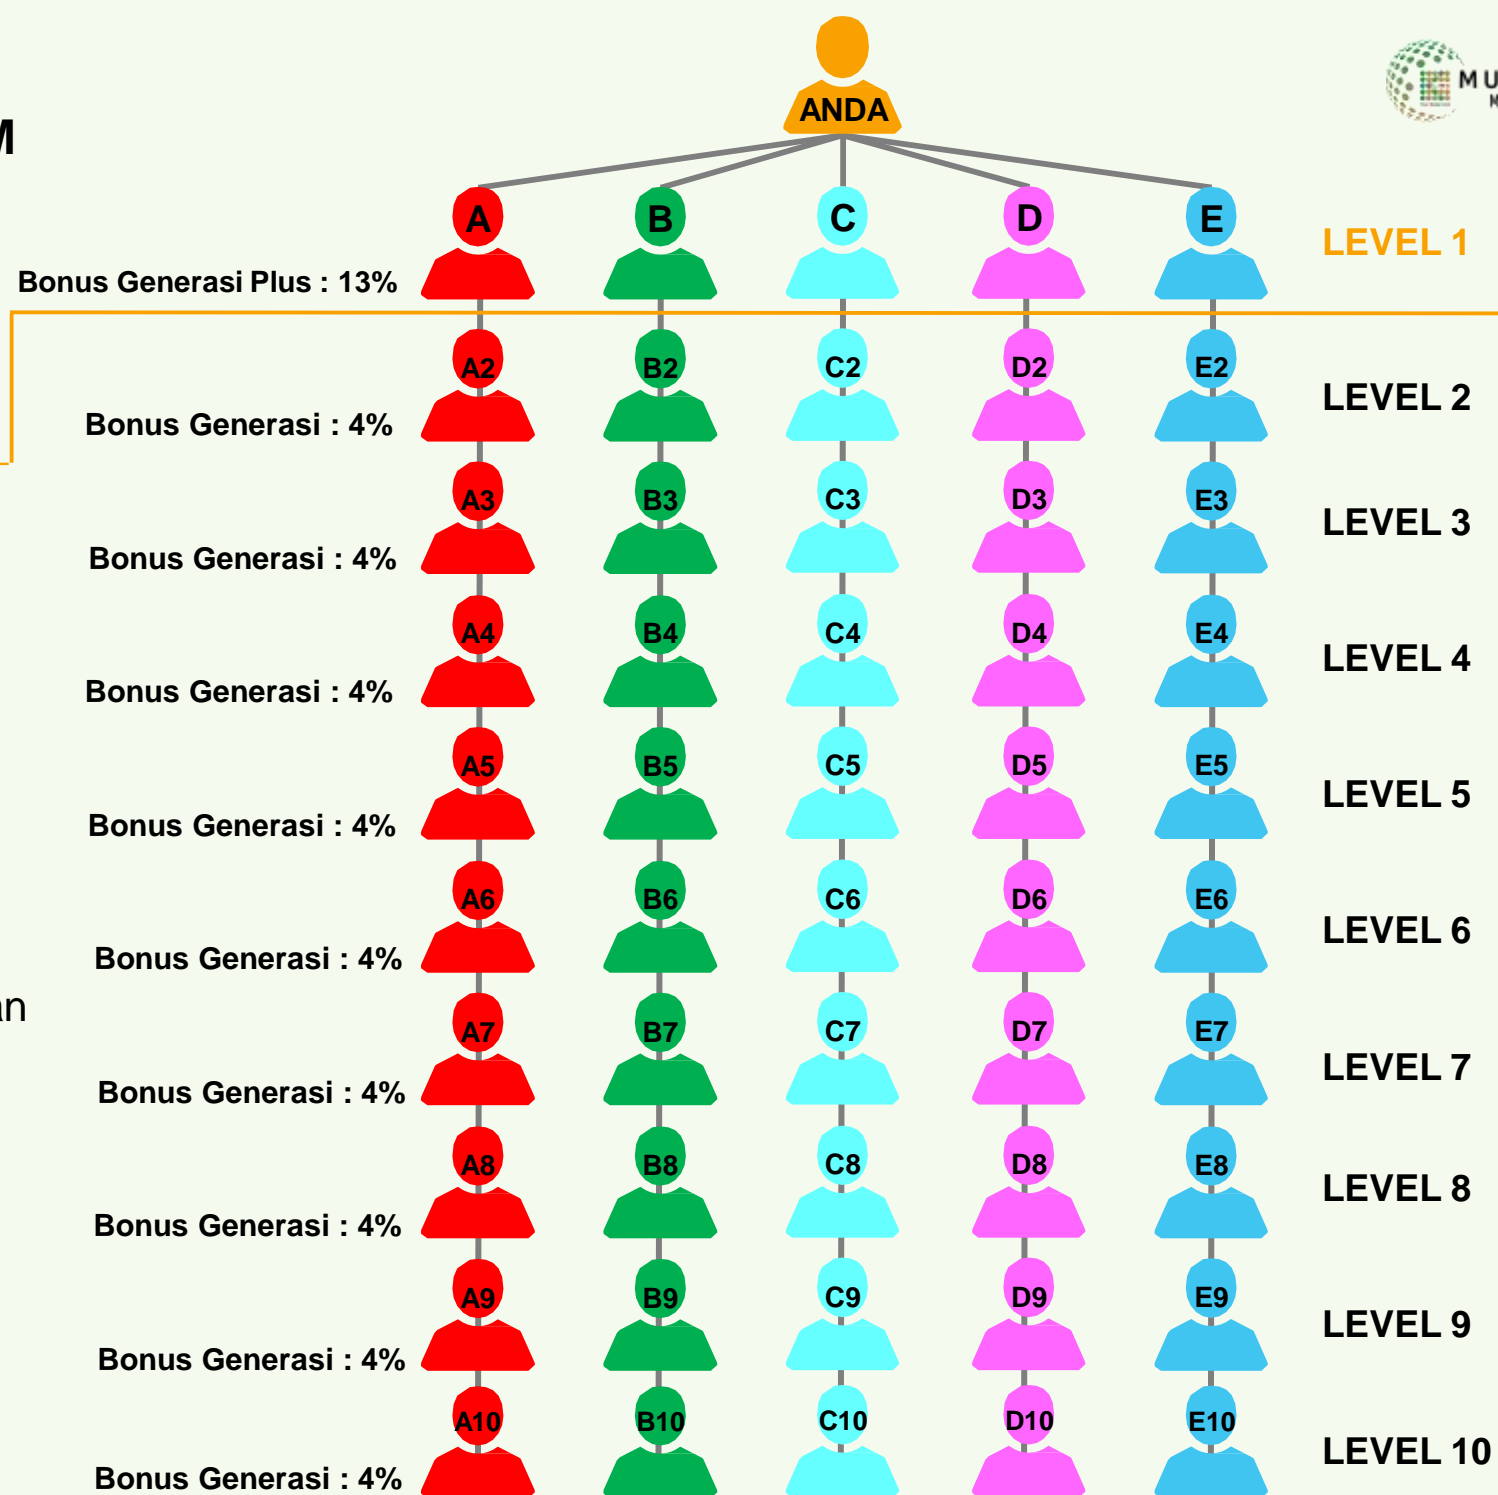 ANDA
MU
M
A B C D E
LEVEL 1
Bonus Generasi Plus : 13%
A2 B2 C2 D2 E2
LEVEL 2
Bonus Generasi : 4%
A3 B3 C3 D3 E3
LEVEL 3
Bonus Generasi : 4%
A4 B4 C4 D4 E4
LEVEL 4
Bonus Generasi : 4%
A5 B5 C5 D5 E5
LEVEL 5
Bonus Generasi : 4%
A6 B6 C6 D6 E6
LEVEL 6
Bonus Generasi : 4%
an
A7 B7 C7 D7 E7
LEVEL 7
Bonus Generasi : 4%
A8 B8 C8 D8 E8
LEVEL 8
Bonus Generasi : 4%
A9 B9 C9 D9 E9
LEVEL 9
Bonus Generasi : 4%
A10 B10 C10 D10 E10
LEVEL 10
Bonus Generasi : 4%